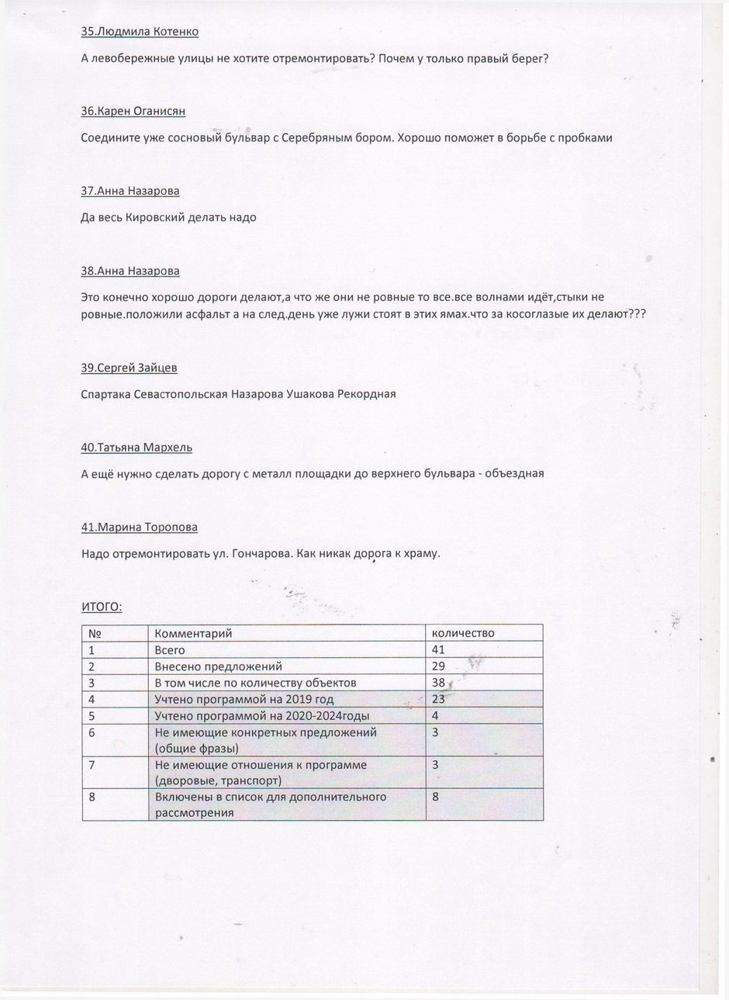 35.Людмила Котенко
А левобережные улицы не хотите отремонтировать? Почем у только правый берег?
36.Карен Оганисян
Соедините уже сосновый бульвар с Серебряным бором. Хорошо поможет в борьбе с пробками
37.Анна Назарова
Да весь Кировский делать надо
38.Анна Назарова
Это конечно хорошо дороги делают,а что же они не ровные то все.все волнами идёт,стыки не
ровные.положили асфальт а на след.день уже лужи стоят в этих ямах.что за косоглазые их делают???
39.Сергей Зайцев
Спартака Севастопольская Назарова Ушакова Рекордная
40.Татьяна Мархель
А ещё нужно сделать дорогу с металл площадки до верхнего бульвара - объездная
41.Марина Торопова
Надо отремонтировать ул. Гончарова. Как никак дорога к храму.
ИТОГО:
№ Комментарий количество
1 Всего 41
2 Внесено предложений 29
3 В том числе по количеству объектов 38
4 Учтено программой на 2019 год 23
5 Учтено программой на 2020-2024годы 4
6 Не имеющие конкретных предложений 3
(общие фразы)
7 Не имеющие отношения к программе 3
(дворовые, транспорт)
8 Включены в список для дополнительного 8
рассмотрения